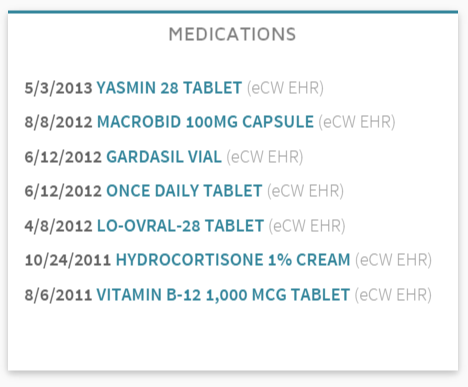 MEDICATIONS
5/3/2013 YASMIN 28 TABLET (eCW EHR)
8/8/2012 MACROBID 100MG CAPSULE (eCW EHR)
6/12/2012 GARDASIL VIAL (eCW EHR)
6/12/2012 ONCE DAILY TABLET (eCW EHR)
4/8/2012 LO-OVRAL-28 TABLET (eCW EHR)
10/24/2011 HYDROCORTISONE 1% CREAM (eCW EHR)
8/6/2011 VITAMIN B-12 1,000 MCG TABLET (eCW EHR)